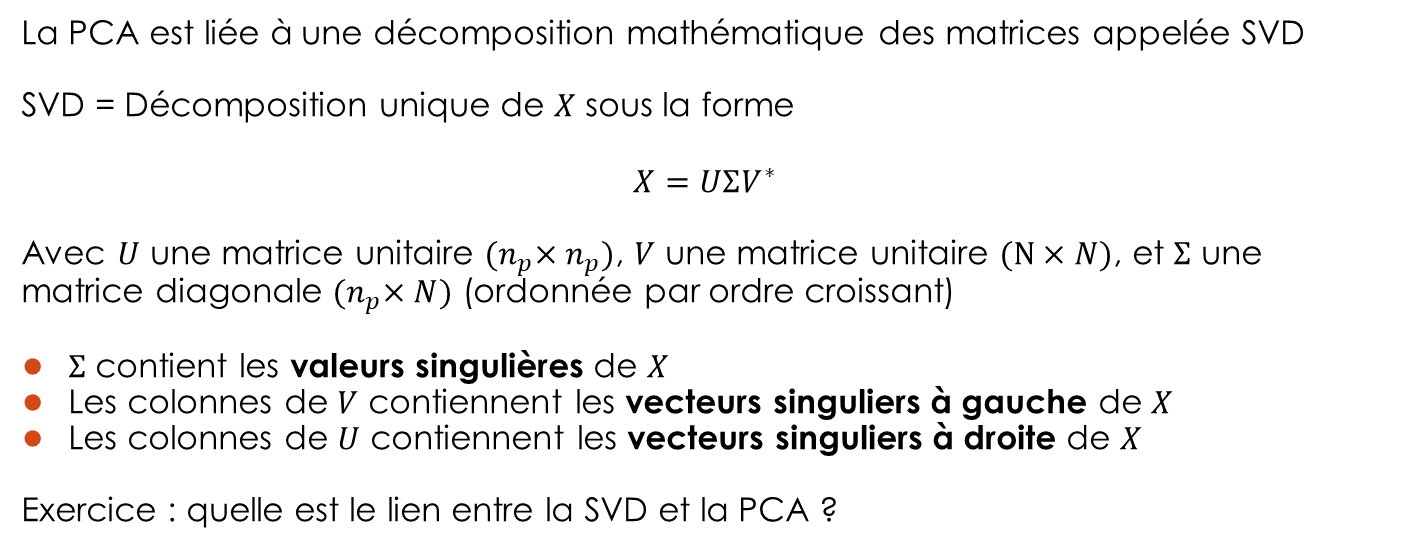 La PCA est liée à une décomposition mathématique des matrices appelée SVD
SVD = Décomposition unique de X sous la forme
X = UΣV*
Avec U une matrice unitaire (nₚ× nₚ), V une matrice unitaire (N × N), et Σ une
matrice diagonale (nₚ× N) (ordonnée par ordre croissant)
● Σ contient les valeurs singulières de X
● Les colonnes de V contiennent les vecteurs singuliers à gauche de X
● Les colonnes de U contiennent les vecteurs singuliers à droite de X
Exercice : quelle est le lien entre la SVD et la PCA ?